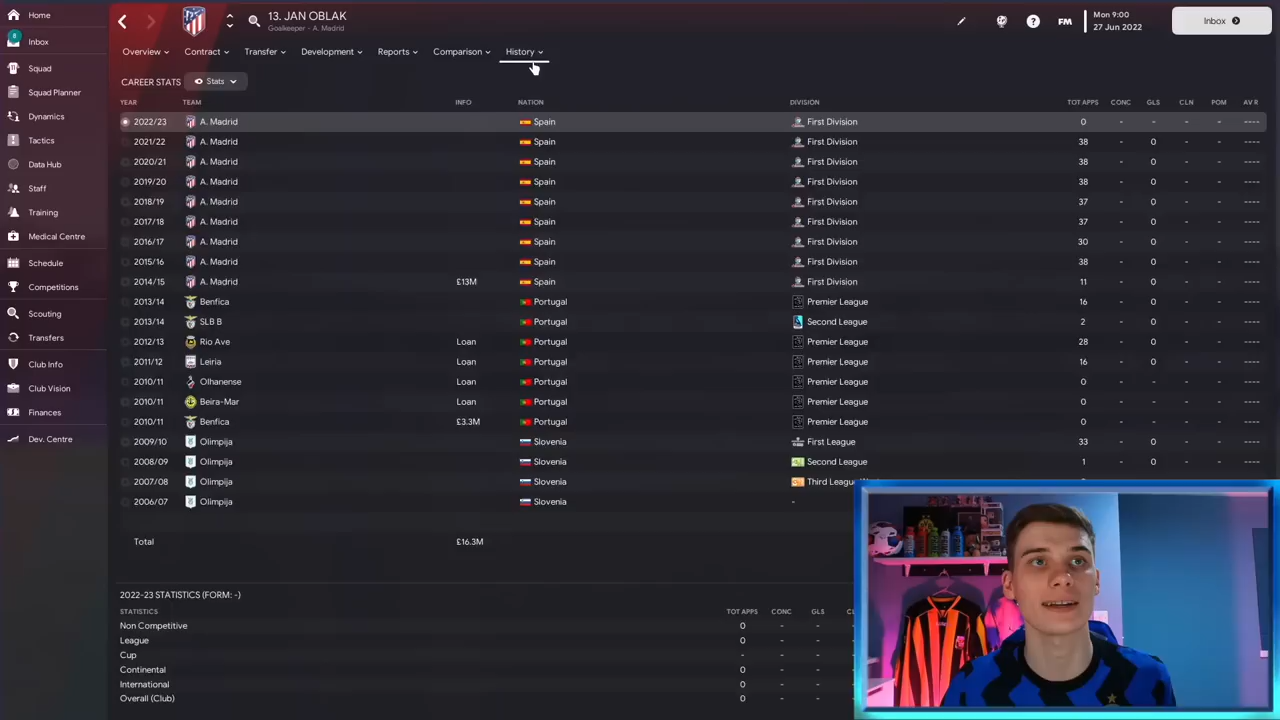 Home
8
Inbox
Squad
Squad Planner
Dynamics
Tactics
Data Hub
Staff
Training
Medical Centre
Schedule
Competitions
Scouting
Transfers
Club Info
Club Vision
Finances
Dev. Centre
13. JAN OBLAK
Goalkeeper - A. Madrid
FM
Mon 9:00
27 Jun 2022
Inbox
Overview
Contract
Transfer
Development
Reports
Comparison
History
CAREER STATS
Stats
YEAR TEAM INFO NATION DIVISION TOT APPS CONC GLS CLN POM AV R
2022/23 A. Madrid Spain First Division 0 - - - - ----
2021/22 A. Madrid Spain First Division 38 - 0 - - ----
2020/21 A. Madrid Spain First Division 38 - 0 - - ----
2019/20 A. Madrid Spain First Division 38 - 0 - - ----
2018/19 A. Madrid Spain First Division 37 - 0 - - ----
2017/18 A. Madrid Spain First Division 37 - 0 - - ----
2016/17 A. Madrid Spain First Division 30 - 0 - - ----
2015/16 A. Madrid Spain First Division 38 - 0 - - ----
2014/15 A. Madrid £13M Spain First Division 11 - 0 - - ----
2013/14 Benfica Portugal Premier League 16 - 0 - - ----
2013/14 SLB B Portugal Second League 2 - 0 - - ----
2012/13 Rio Ave Loan Portugal Premier League 28 - 0 - - ----
2011/12 Leiria Loan Portugal Premier League 16 - 0 - - ----
2010/11 Olhanense Loan Portugal Premier League 0 - - - - ----
2010/11 Beira-Mar Loan Portugal Premier League 0 - - - - ----
2010/11 Benfica £3.3M Portugal Premier League 0 - - - - ----
2009/10 Olimpija Slovenia First League 33 - 0 - - ----
2008/09 Olimpija Slovenia Second League 1 - 0 - - ----
2007/08 Olimpija Slovenia Third League
2006/07 Olimpija Slovenia -
Total £16.3M
2022-23 STATISTICS (FORM: -)
STATISTICS TOT APPS CONC GLS
Non Competitive 0 - -
League 0 - -
Cup - - -
Continental 0 - -
International 0 - -
Overall (Club) 0 - -